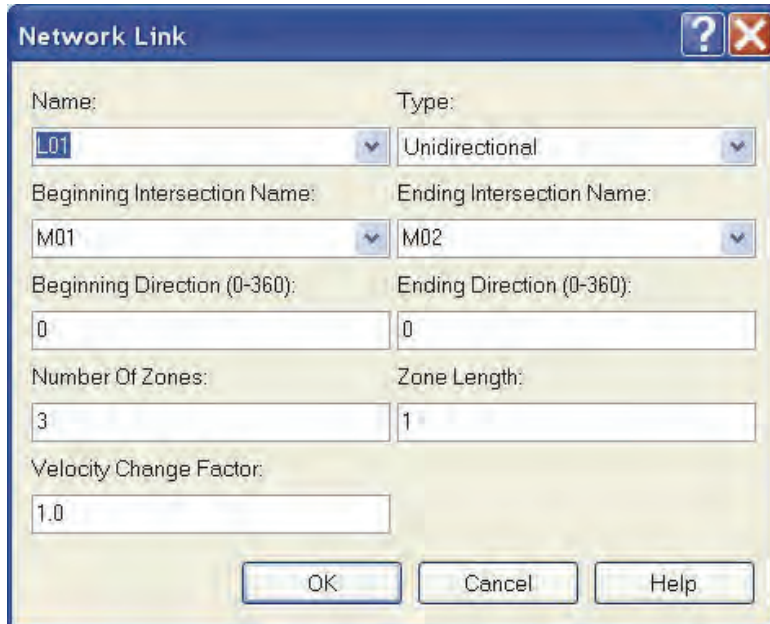 Network Link
Name: Type:
L01 Unidirectional
Beginning Intersection Name: Ending Intersection Name:
M01 M02
Beginning Direction (0-360): Ending Direction (0-360):
0 0
Number Of Zones: Zone Length:
3 1
Velocity Change Factor:
1.0
OK Cancel Help